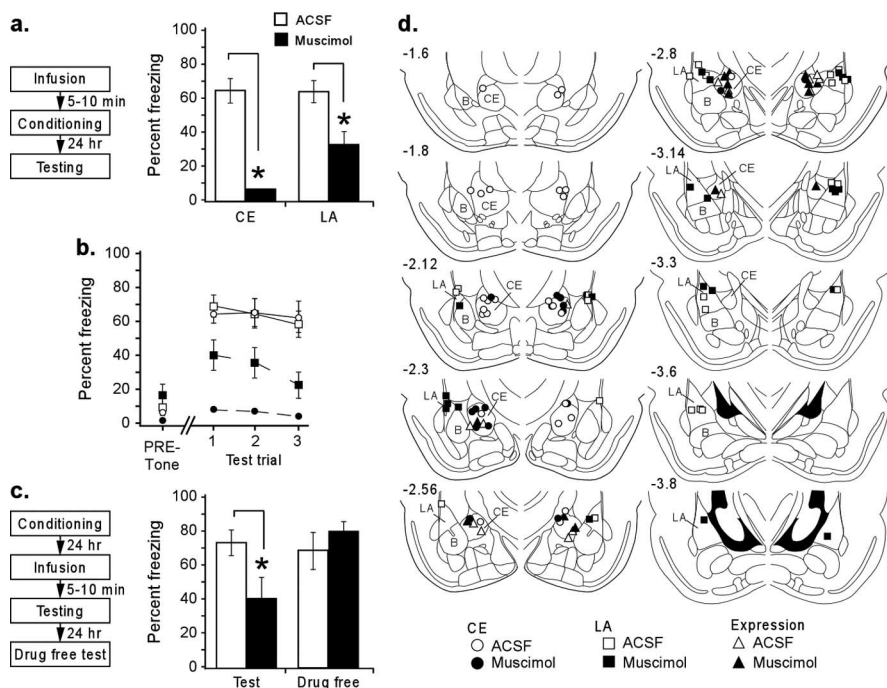 a.
Infusion
5-10 min
Conditioning
24 hr
Testing
Percent freezing
100
80
60
40
20
0
ACSF
Muscimol
*
*
CE
LA
b.
Percent freezing
100
80
60
40
20
0
PRE-
Tone
1
2
3
Test trial
c.
Conditioning
24 hr
Infusion
5-10 min
Testing
24 hr
Drug free test
Percent freezing
100
80
60
40
20
0
*
Test
Drug free
d.
-1.6
B
CE
-1.8
B
CE
-2.12
LA
CE
B
-2.3
LA
CE
B
-2.56
LA
CE
B
-2.8
LA
CE
B
-3.14
LA
CE
B
-3.3
LA
B
-3.6
LA
B
-3.8
LA
CE
ACSF
Muscimol
LA
ACSF
Muscimol
Expression
ACSF
Muscimol